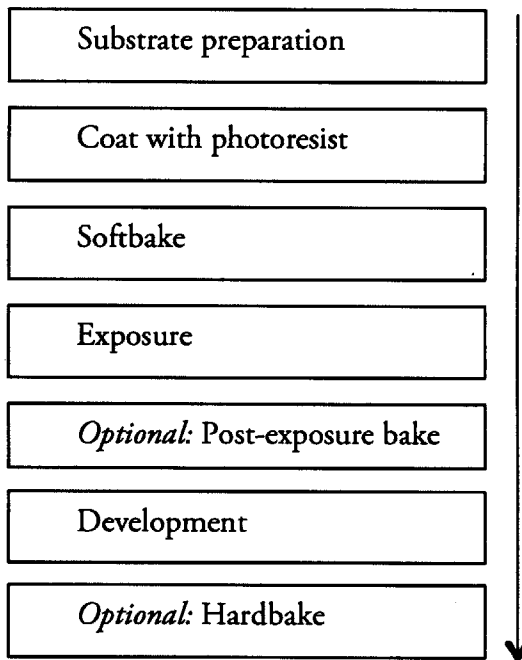 Substrate preparation
Coat with photoresist
Softbake
Exposure
Optional: Post-exposure bake
Development
Optional: Hardbake